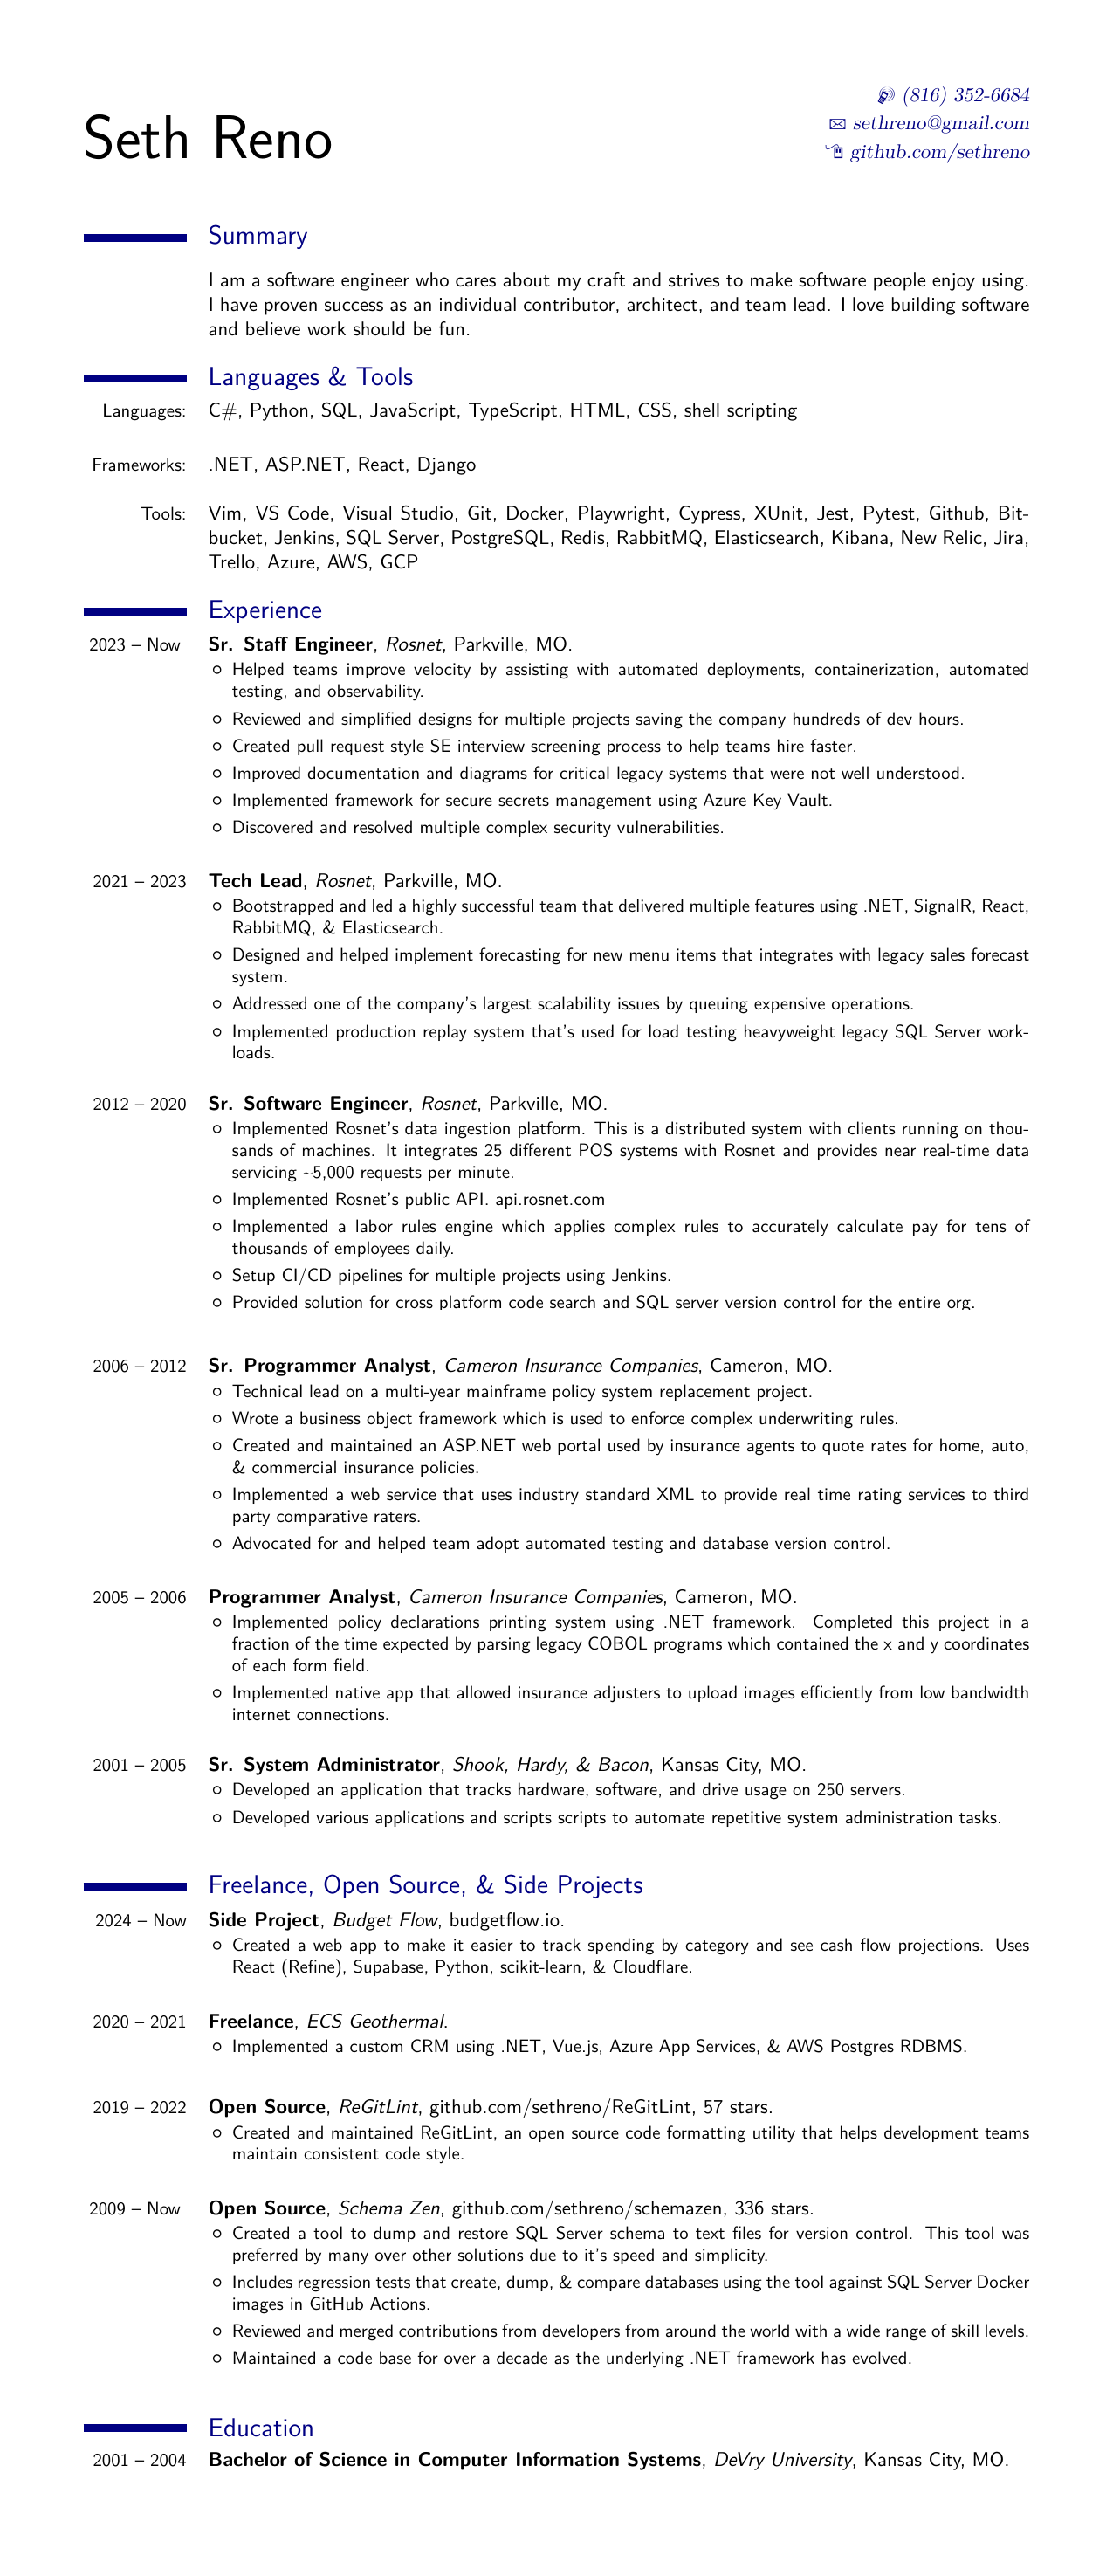 Seth Reno
(816) 352-6684
sethreno@gmail.com
github.com/sethreno
Summary
I am a software engineer who cares about my craft and strives to make software people enjoy using.
I have proven success as an individual contributor, architect, and team lead. I love building software
and believe work should be fun.
Languages & Tools
Languages: C#, Python, SQL, JavaScript, TypeScript, HTML, CSS, shell scripting
Frameworks: .NET, ASP.NET, React, Django
Tools: Vim, VS Code, Visual Studio, Git, Docker, Playwright, Cypress, XUnit, Jest, Pytest, Github, Bit-
bucket, Jenkins, SQL Server, PostgreSQL, Redis, RabbitMQ, Elasticsearch, Kibana, New Relic, Jira,
Trello, Azure, AWS, GCP
Experience
2023 – Now Sr. Staff Engineer, Rosnet, Parkville, MO.
○ Helped teams improve velocity by assisting with automated deployments, containerization, automated
testing, and observability.
○ Reviewed and simplified designs for multiple projects saving the company hundreds of dev hours.
○ Created pull request style SE interview screening process to help teams hire faster.
○ Improved documentation and diagrams for critical legacy systems that were not well understood.
○ Implemented framework for secure secrets management using Azure Key Vault.
○ Discovered and resolved multiple complex security vulnerabilities.
2021 – 2023 Tech Lead, Rosnet, Parkville, MO.
○ Bootstrapped and led a highly successful team that delivered multiple features using .NET, SignalR, React,
RabbitMQ, & Elasticsearch.
○ Designed and helped implement forecasting for new menu items that integrates with legacy sales forecast
system.
○ Addressed one of the company's largest scalability issues by queuing expensive operations.
○ Implemented production replay system that's used for load testing heavyweight legacy SQL Server work-
loads.
2012 – 2020 Sr. Software Engineer, Rosnet, Parkville, MO.
○ Implemented Rosnet's data ingestion platform. This is a distributed system with clients running on thou-
sands of machines. It integrates 25 different POS systems with Rosnet and provides near real-time data
servicing ~5,000 requests per minute.
○ Implemented Rosnet's public API. api.rosnet.com
○ Implemented a labor rules engine which applies complex rules to accurately calculate pay for tens of
thousands of employees daily.
○ Setup CI/CD pipelines for multiple projects using Jenkins.
○ Provided solution for cross platform code search and SQL server version control for the entire org.
2006 – 2012 Sr. Programmer Analyst, Cameron Insurance Companies, Cameron, MO.
○ Technical lead on a multi-year mainframe policy system replacement project.
○ Wrote a business object framework which is used to enforce complex underwriting rules.
○ Created and maintained an ASP.NET web portal used by insurance agents to quote rates for home, auto,
& commercial insurance policies.
○ Implemented a web service that uses industry standard XML to provide real time rating services to third
party comparative raters.
○ Advocated for and helped team adopt automated testing and database version control.
2005 – 2006 Programmer Analyst, Cameron Insurance Companies, Cameron, MO.
○ Implemented policy declarations printing system using .NET framework. Completed this project in a
fraction of the time expected by parsing legacy COBOL programs which contained the x and y coordinates
of each form field.
○ Implemented native app that allowed insurance adjusters to upload images efficiently from low bandwidth
internet connections.
2001 – 2005 Sr. System Administrator, Shook, Hardy, & Bacon, Kansas City, MO.
○ Developed an application that tracks hardware, software, and drive usage on 250 servers.
○ Developed various applications and scripts scripts to automate repetitive system administration tasks.
Freelance, Open Source, & Side Projects
2024 – Now Side Project, Budget Flow, budgetflow.io.
○ Created a web app to make it easier to track spending by category and see cash flow projections. Uses
React (Refine), Supabase, Python, scikit-learn, & Cloudflare.
2020 – 2021 Freelance, ECS Geothermal.
○ Implemented a custom CRM using .NET, Vue.js, Azure App Services, & AWS Postgres RDBMS.
2019 – 2022 Open Source, ReGitLint, github.com/sethreno/ReGitLint, 57 stars.
○ Created and maintained ReGitLint, an open source code formatting utility that helps development teams
maintain consistent code style.
2009 – Now Open Source, Schema Zen, github.com/sethreno/schemazen, 336 stars.
○ Created a tool to dump and restore SQL Server schema to text files for version control. This tool was
preferred by many over other solutions due to it's speed and simplicity.
○ Includes regression tests that create, dump, & compare databases using the tool against SQL Server Docker
images in GitHub Actions.
○ Reviewed and merged contributions from developers from around the world with a wide range of skill levels.
○ Maintained a code base for over a decade as the underlying .NET framework has evolved.
Education
2001 – 2004 Bachelor of Science in Computer Information Systems, DeVry University, Kansas City, MO.